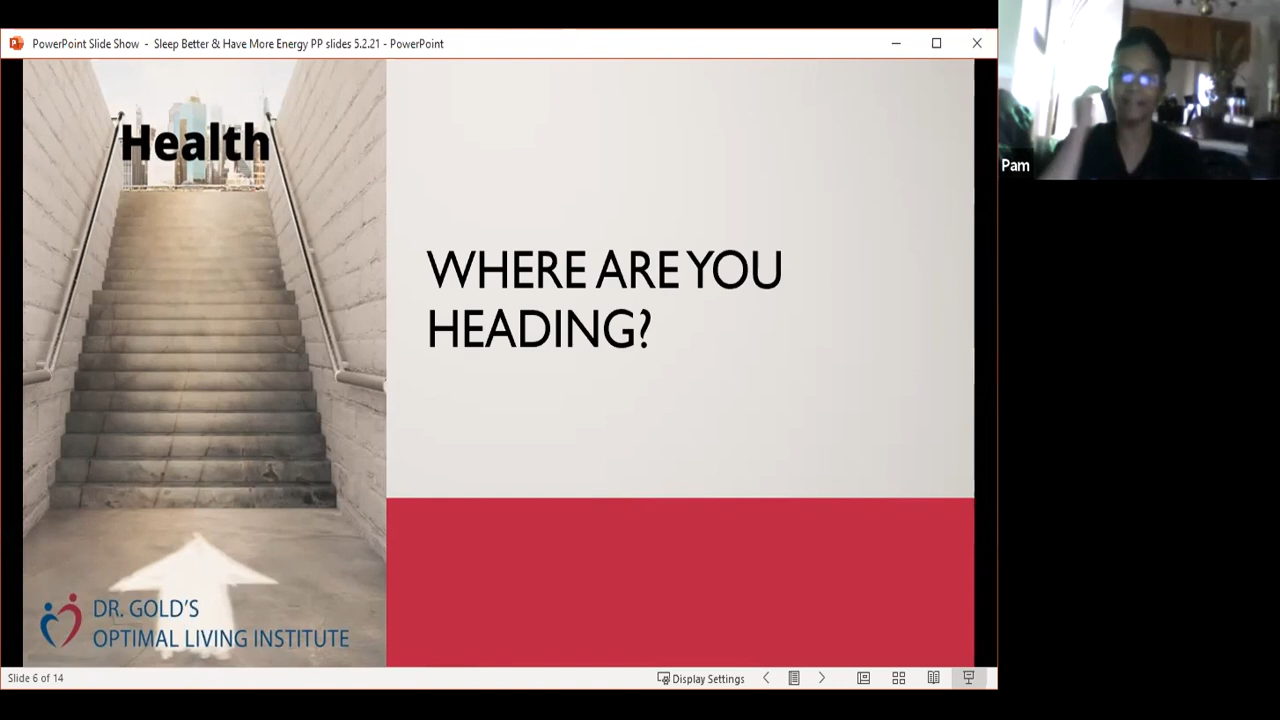 PowerPoint Slide Show - Sleep Better & Have More Energy PP slides 5.2.21 - PowerPoint
Health
WHERE ARE YOU
HEADING?
DR. GOLD'S
OPTIMAL LIVING INSTITUTE
Slide 6 of 14
Display Settings
Pam